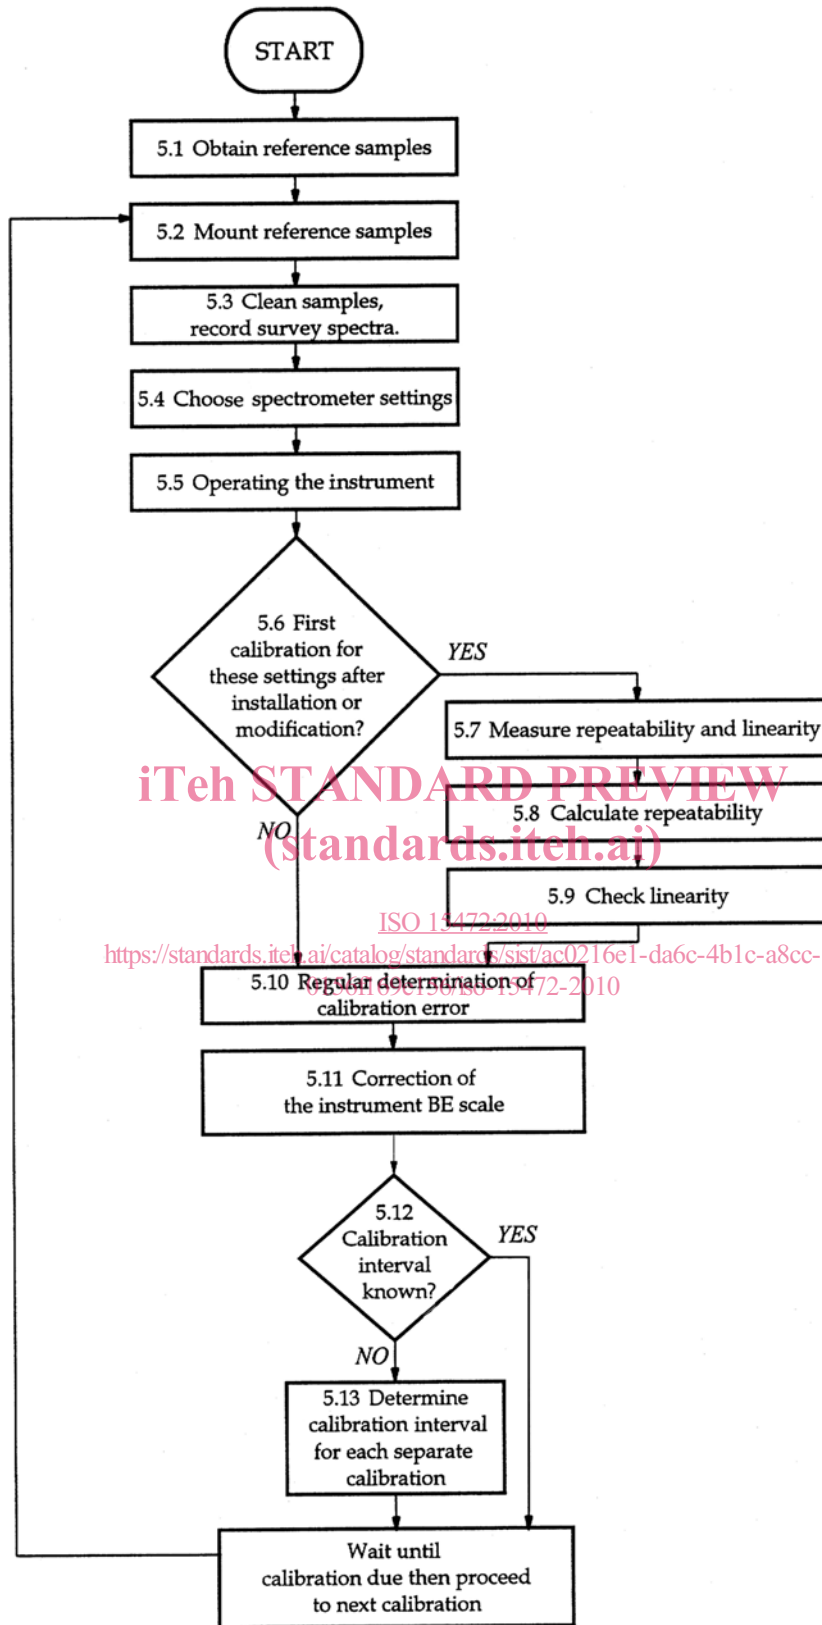 START
5.1 Obtain reference samples
5.2 Mount reference samples
5.3 Clean samples,
record survey spectra.
5.4 Choose spectrometer settings
5.5 Operating the instrument
5.6 First
calibration for
these settings after
installation or
modification?
YES
5.7 Measure repeatability and linearity
iTeh STANDARD PREVIEW
5.8 Calculate repeatability
NO
(standards.iteh.ai)
5.9 Check linearity
ISO 15472:2010
https://standards.iteh.ai/catalog/standards/sist/ac0216e1-da6c-4b1c-a8cc-
5.10 Regular determination of
calibration error
5.11 Correction of
the instrument BE scale
5.12
Calibration
interval
known?
YES
NO
5.13 Determine
calibration interval
for each separate
calibration
Wait until
calibration due then proceed
to next calibration